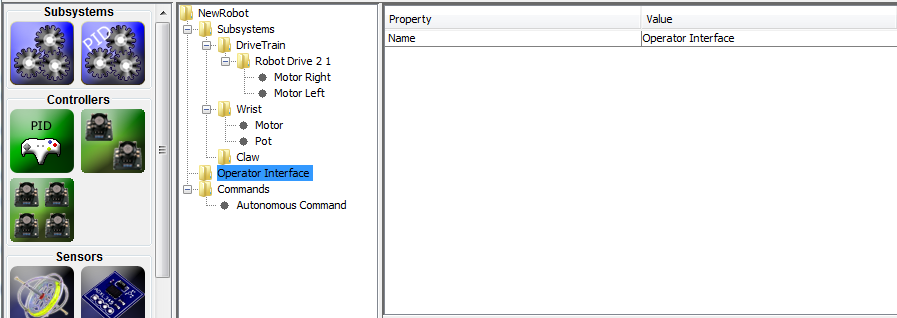 Subsystems
PID
Controllers
PID
Sensors
NewRobot
Subsystems
DriveTrain
Robot Drive 2 1
Motor Right
Motor Left
Wrist
Motor
Pot
Claw
Operator Interface
Commands
Autonomous Command
Property Value
Name Operator Interface